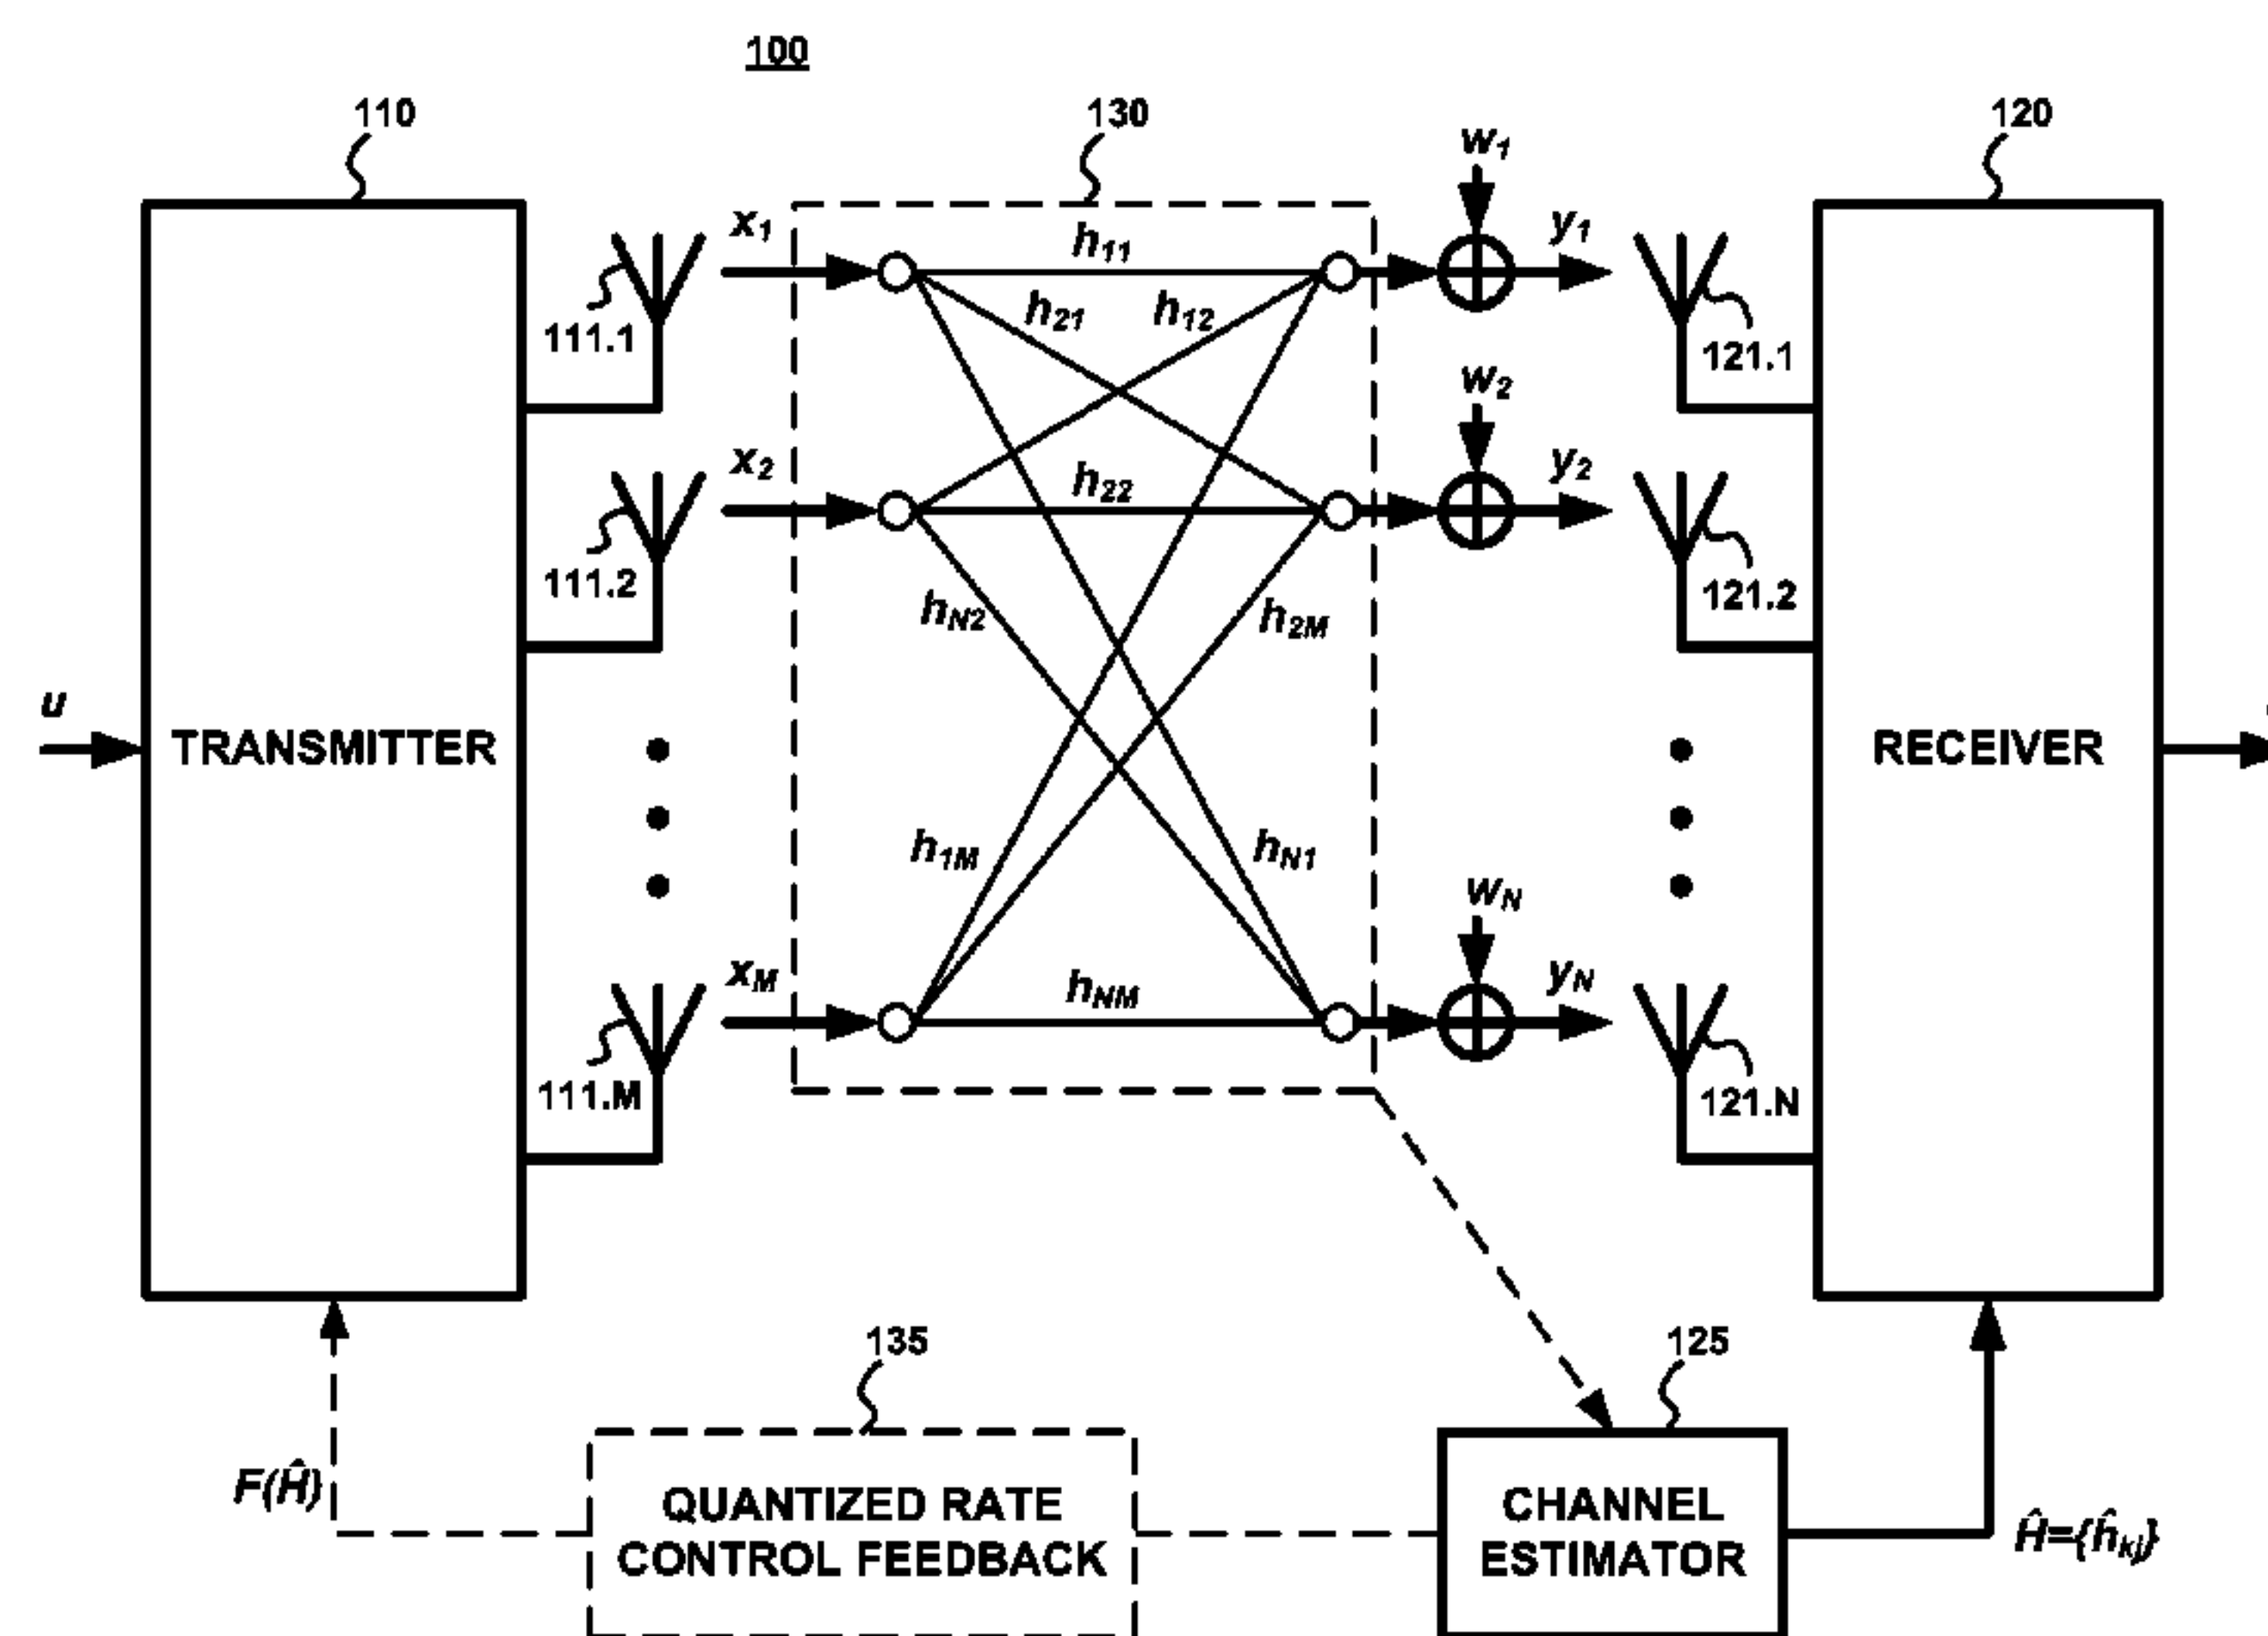 100
110
130
120
w1
x1
h11
y1
h21
h12
111.1
121.1
w2
x2
h22
y2
111.2
hN2
h2M
121.2
u
TRANSMITTER
RECEIVER
h1M
hN1
wN
xM
hNM
yN
111.M
121.N
135
125
F(Ĥ)
QUANTIZED RATE
CONTROL FEEDBACK
CHANNEL
ESTIMATOR
Ĥ={ĥkj}